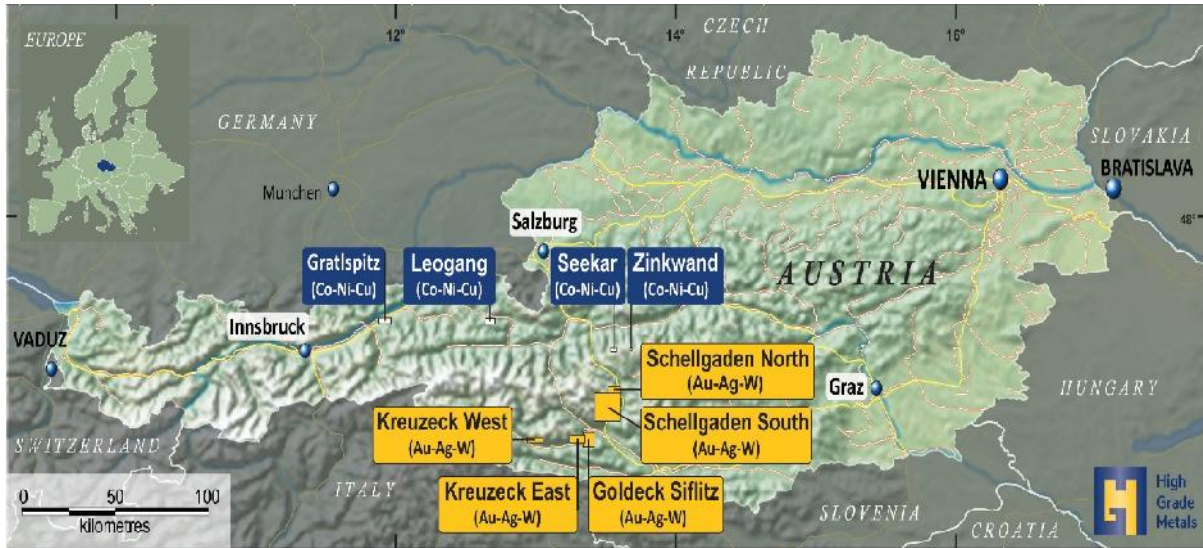 EUROPE
12°
14°
16°
CZECH
REPUBLIC
GERMANY
SLOVAKIA
Munchen
VIENNA
BRATISLAVA
48°
Salzburg
Gratlspitz
(Co-Ni-Cu)
Leogang
(Co-Ni-Cu)
Seekar
(Co-Ni-Cu)
Zinkwand
(Co-Ni-Cu)
AUSTRIA
Innsbruck
VADUZ
Schellgaden North
(Au-Ag-W)
Graz
HUNGARY
Kreuzeck West
(Au-Ag-W)
Schellgaden South
(Au-Ag-W)
SWITZERLAND
ITALY
Kreuzeck East
(Au-Ag-W)
Goldeck Siflitz
(Au-Ag-W)
SLOVENIA
CROATIA
0 50 100
kilometres
High
Grade
Metals